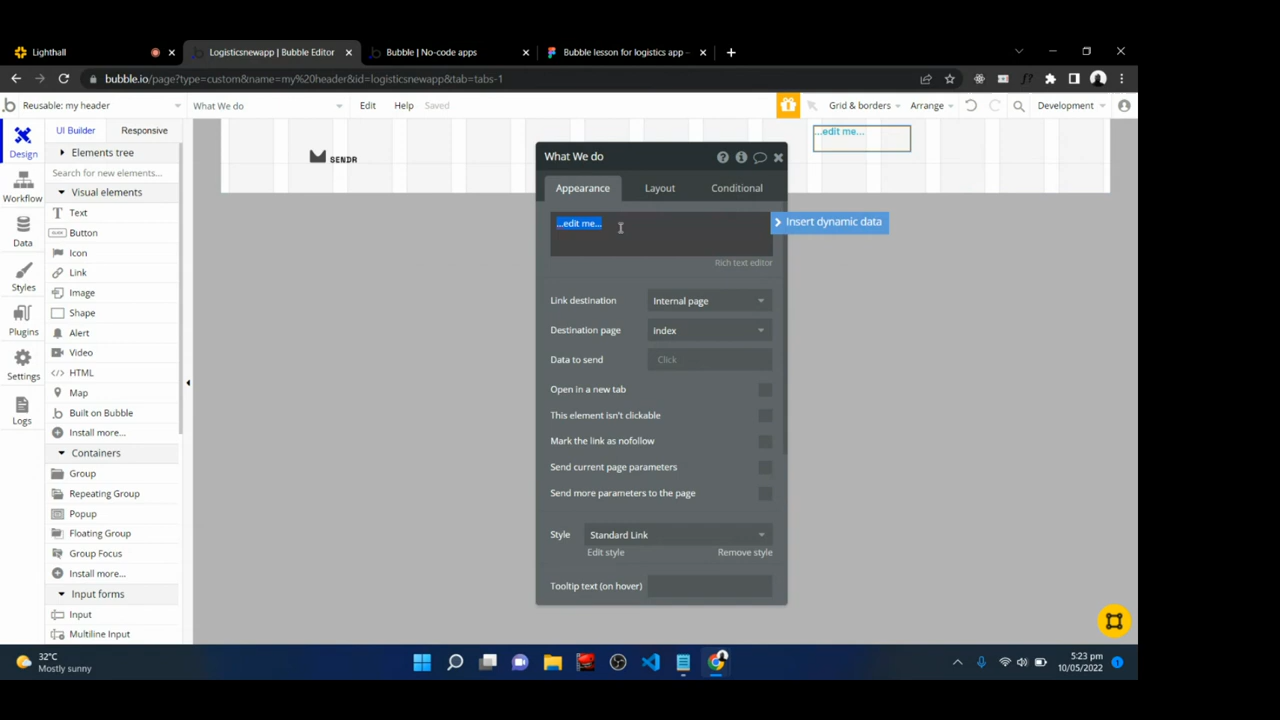 Lighthall
Logisticsnewapp | Bubble Editor
Bubble | No-code apps
Bubble lesson for logistics app –
bubble.io/page?type=custom&name=my%20header&id=logisticsnewapp&tab=tabs-1
Reusable: my header
What We do
Edit
Help
Saved
Grid & borders
Arrange
Development
Design
Workflow
Data
Styles
Plugins
Settings
Logs
UI Builder
Responsive
Elements tree
Search for new elements...
Visual elements
Text
Button
Icon
Link
Image
Shape
Alert
Video
</> HTML
Map
Built on Bubble
Install more...
Containers
Group
Repeating Group
Popup
Floating Group
Group Focus
Install more...
Input forms
Input
Multiline Input
SENDR
...edit me...
What We do
Appearance
Layout
Conditional
...edit me...
Insert dynamic data
Rich text editor
Link destination
Internal page
Destination page
index
Data to send
Click
Open in a new tab
This element isn't clickable
Mark the link as nofollow
Send current page parameters
Send more parameters to the page
Style
Standard Link
Edit style
Remove style
Tooltip text (on hover)
32°C
Mostly sunny
5:23 pm
10/05/2022